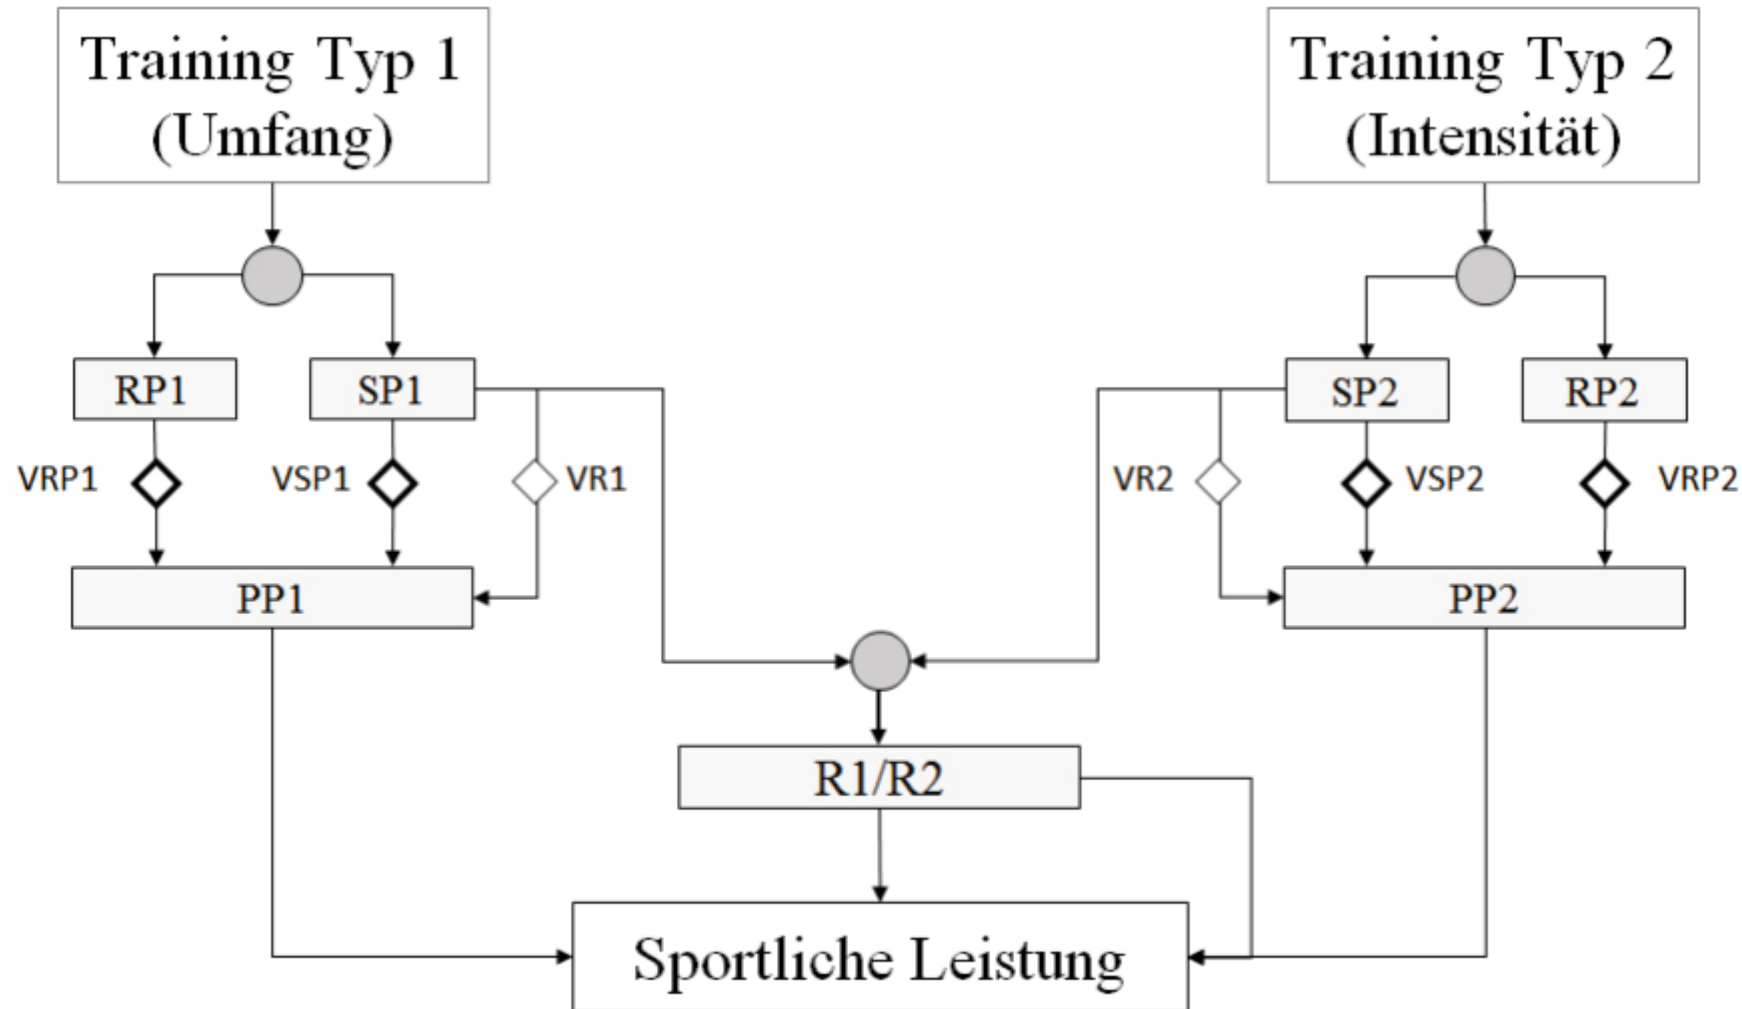 Training Typ 1
(Umfang)
Training Typ 2
(Intensität)
RP1
SP1
SP2
RP2
VRP1
VSP1
VR1
VR2
VSP2
VRP2
PP1
PP2
R1/R2
Sportliche Leistung